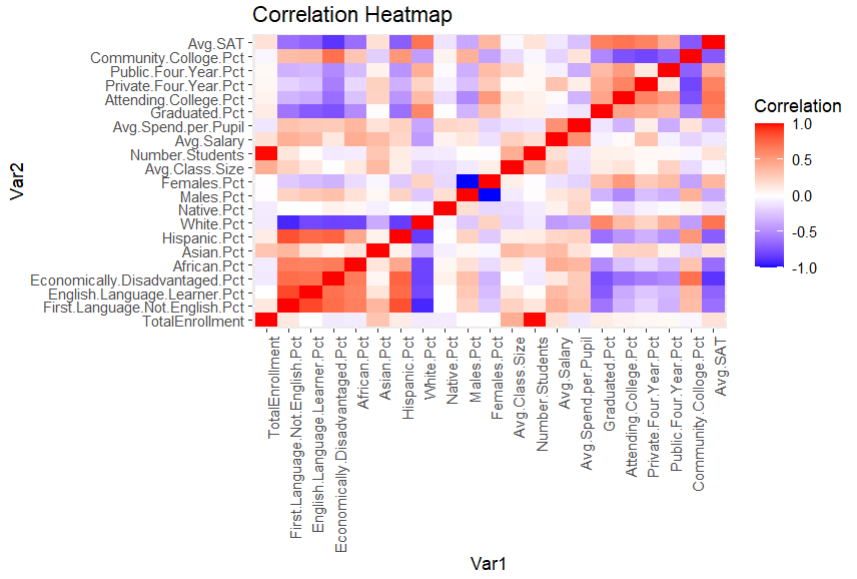 Correlation Heatmap
Var2
Avg.SAT
Community.Colloge.Pct
Public.Four.Year.Pct
Private.Four.Year.Pct
Attending.College.Pct
Graduated.Pct
Avg.Spend.per.Pupil
Avg.Salary
Number.Students
Avg.Class.Size
Females.Pct
Males.Pct
Native.Pct
White.Pct
Hispanic.Pct
Asian.Pct
African.Pct
Economically.Disadvantaged.Pct
English.Language.Learner.Pct
First.Language.Not.English.Pct
TotalEnrollment
TotalEnrollment
First.Language.Not.English.Pct
English.Language.Learner.Pct
Economically.Disadvantaged.Pct
African.Pct
Asian.Pct
Hispanic.Pct
White.Pct
Native.Pct
Males.Pct
Females.Pct
Avg.Class.Size
Number.Students
Avg.Salary
Avg.Spend.per.Pupil
Graduated.Pct
Attending.College.Pct
Private.Four.Year.Pct
Public.Four.Year.Pct
Community.Colloge.Pct
Avg.SAT
Var1
Correlation
1.0
0.5
0.0
-0.5
-1.0